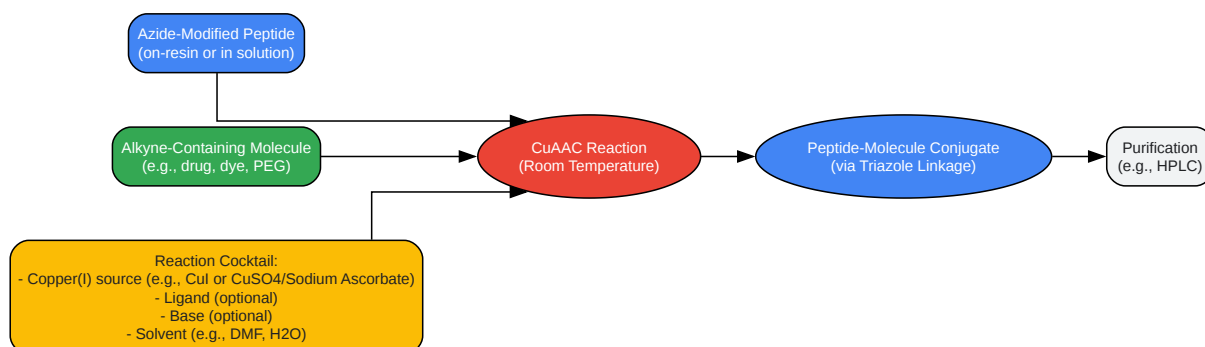 Azide-Modified Peptide
(on-resin or in solution)
Alkyne-Containing Molecule
(e.g., drug, dye, PEG)
CuAAC Reaction
(Room Temperature)
Peptide-Molecule Conjugate
(via Triazole Linkage)
Purification
(e.g., HPLC)
Reaction Cocktail:
- Copper(I) source (e.g., CuI or CuSO4/Sodium Ascorbate)
- Ligand (optional)
- Base (optional)
- Solvent (e.g., DMF, H2O)